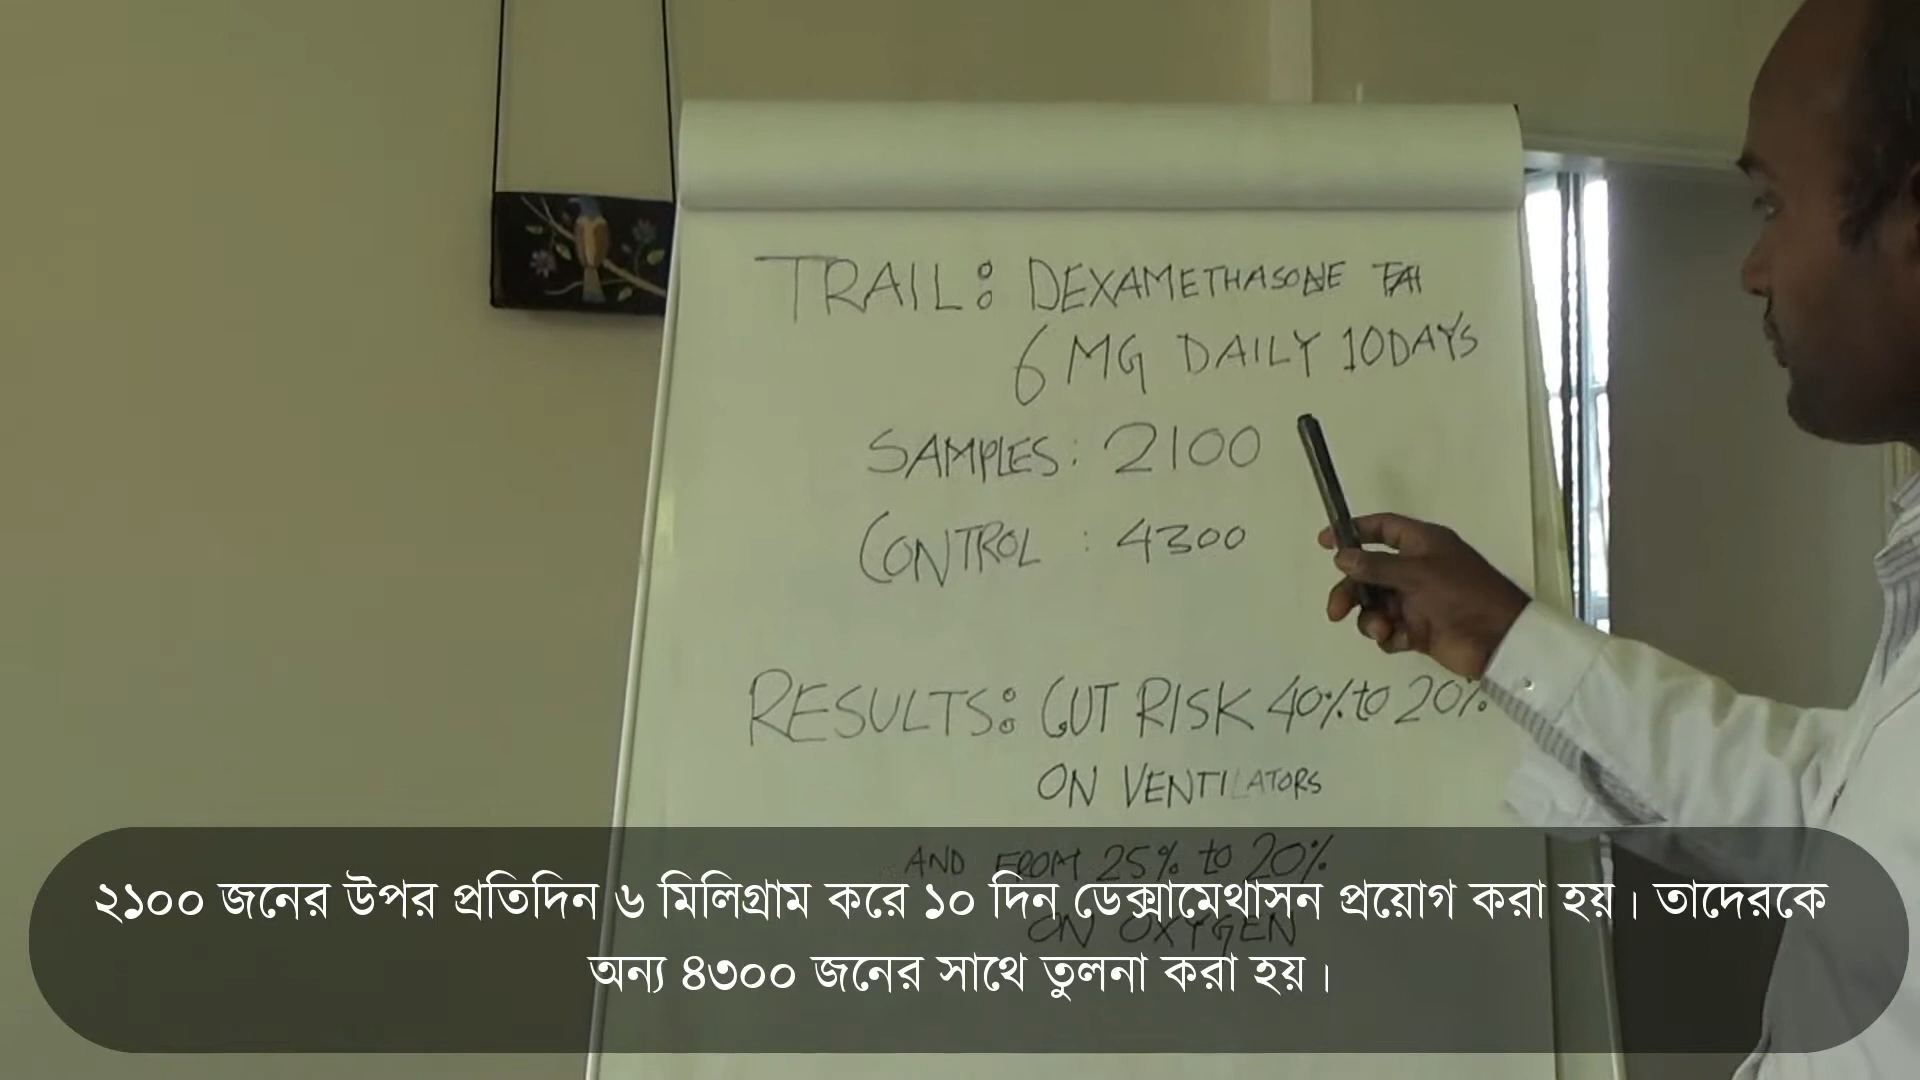 TRAIL: DEXAMETHASONE
6 MG DAILY 10DAYS
SAMPLES: 2100
CONTROL : 4300
RESULTS: CUT RISK 40% to 20%
ON VENTILATORS
AND FROM 25% to 20%
ON OXYGEN
২১০০ জনের উপর প্রতিদিন ৬ মিলিগ্রাম করে ১০ দিন ডেক্সামেথাসন প্রয়োগ করা হয়। তাদেরকে
অন্য ৪৩০০ জনের সাথে তুলনা করা হয়।